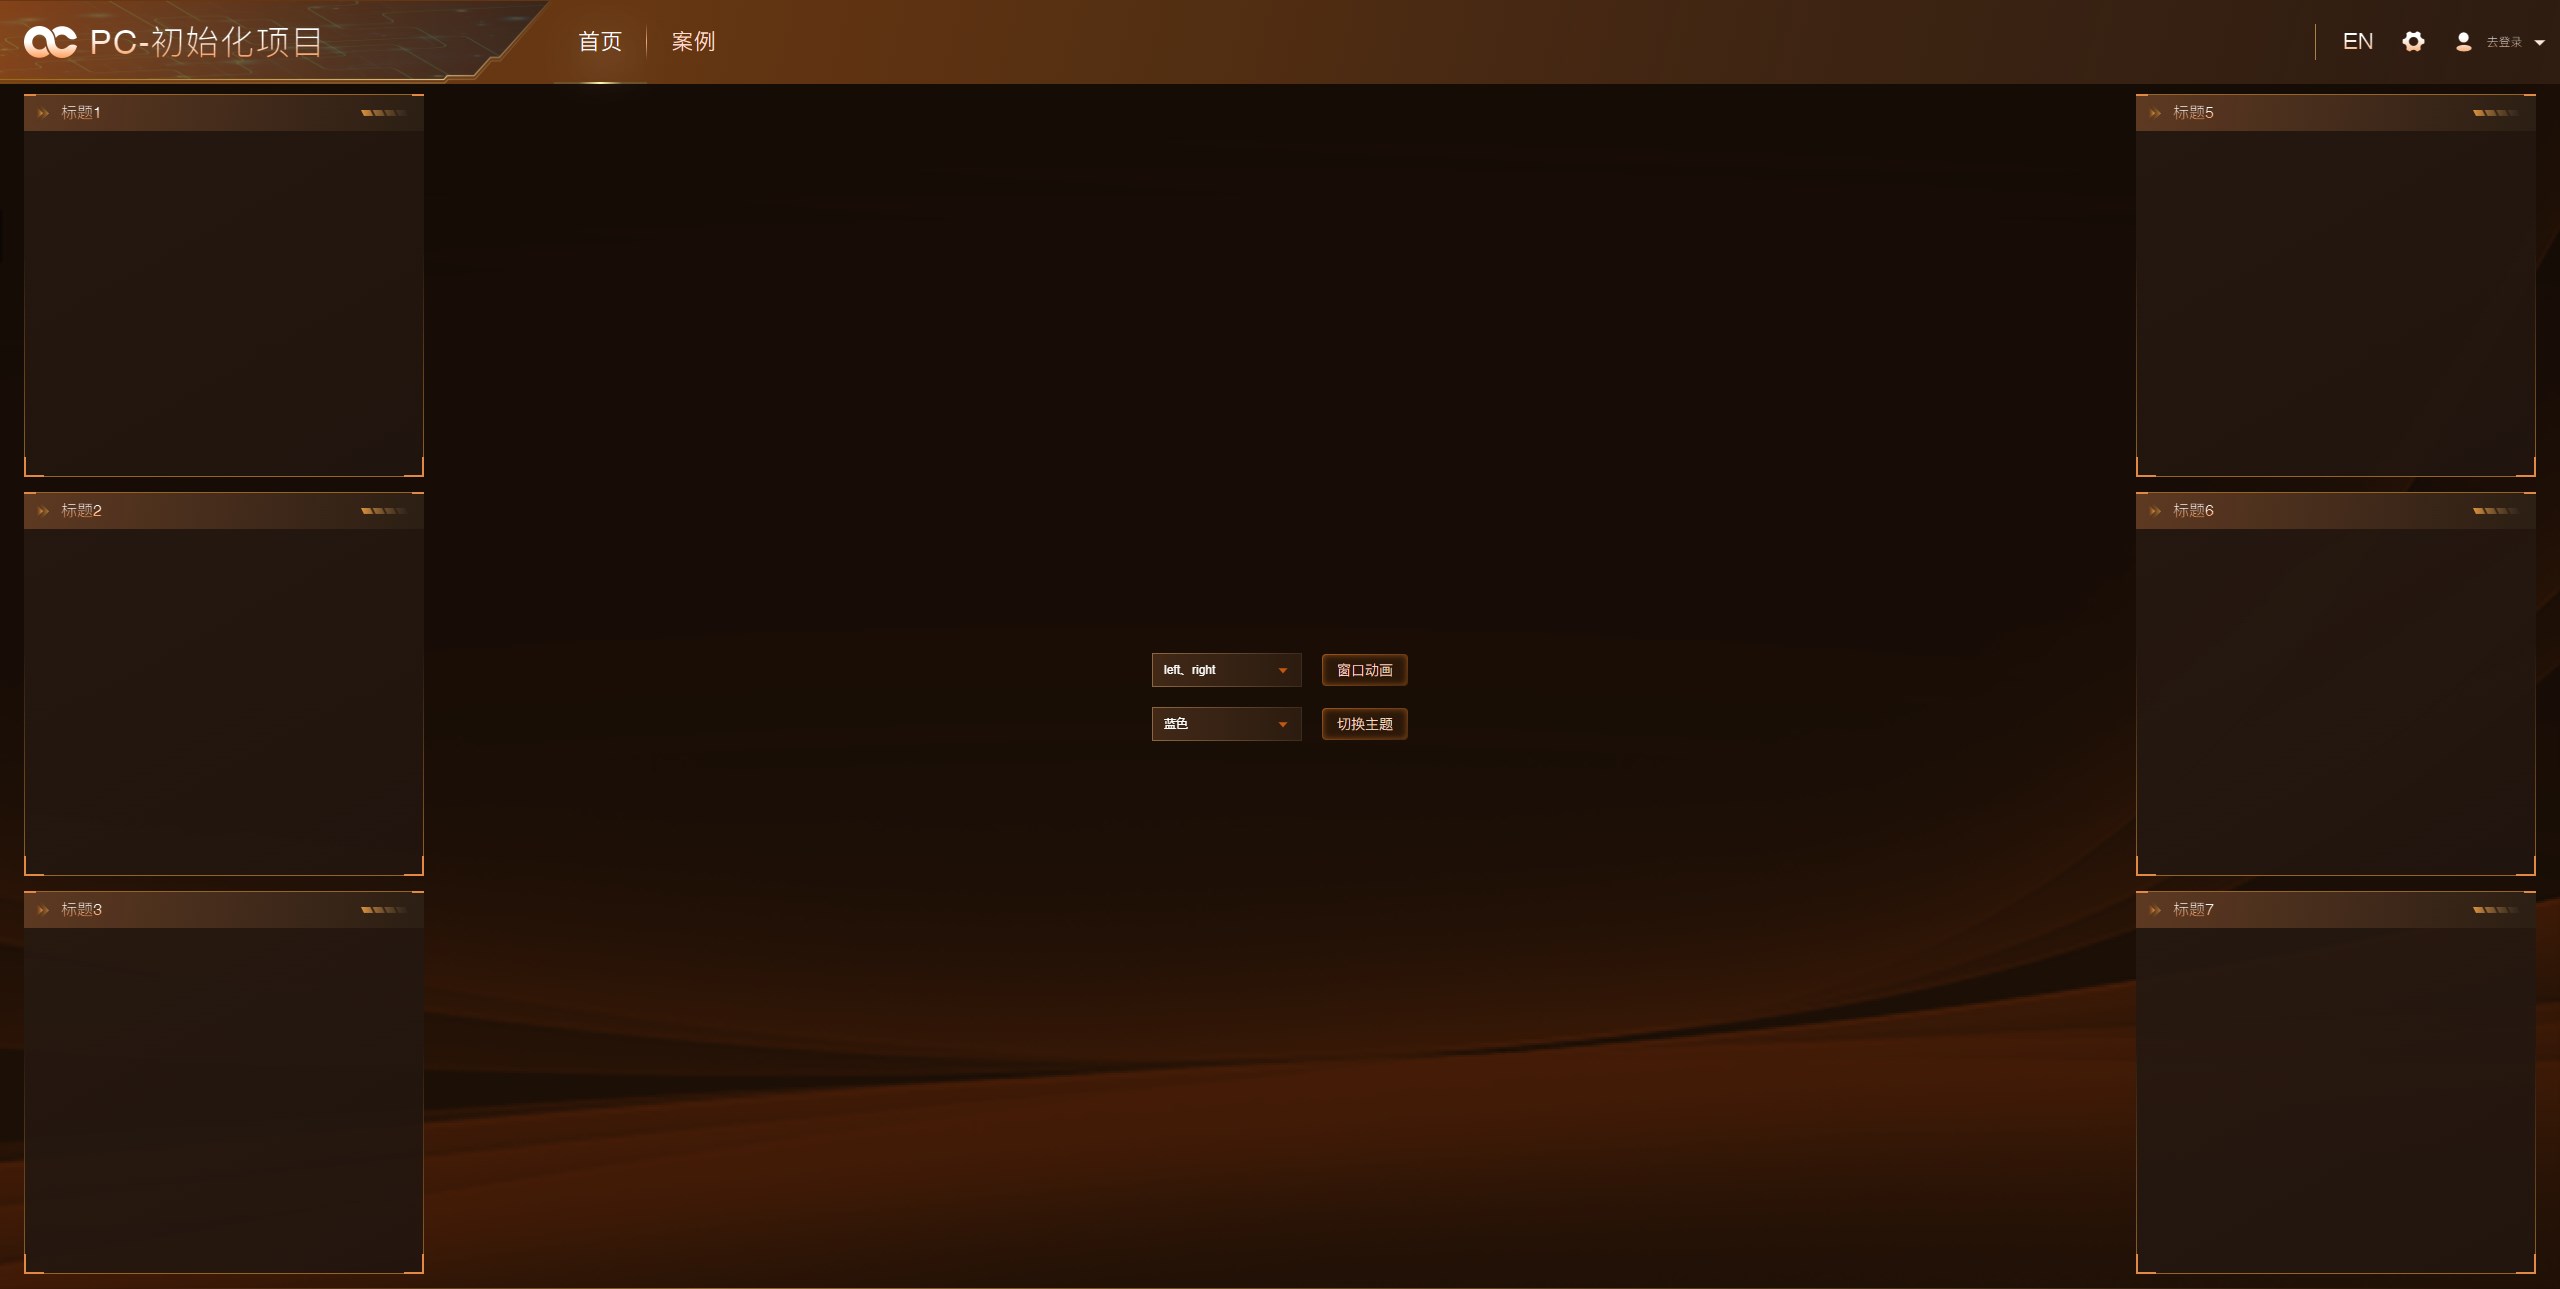 PC-初始化项目
首页
案例
EN
去登录
标题1
标题2
标题3
left、right
窗口动画
蓝色
切换主题
标题5
标题6
标题7